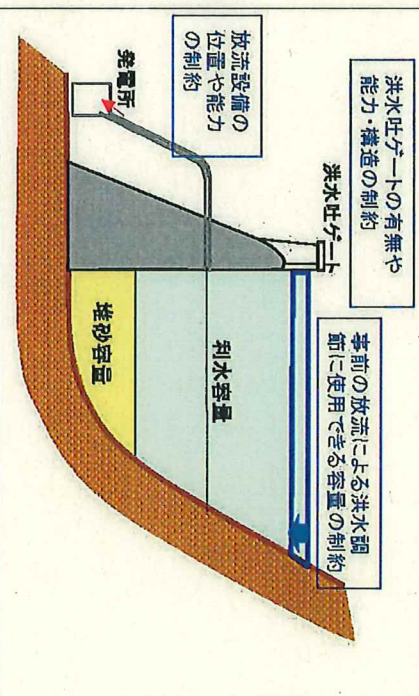 洪水吐ゲートの有無や
能力・構造の制約
洪水吐ゲート
事前の放流による洪水調
節に使用できる容量の制約
放流設備の
位置や能力
の制約
発電所
利水容量
堆砂容量